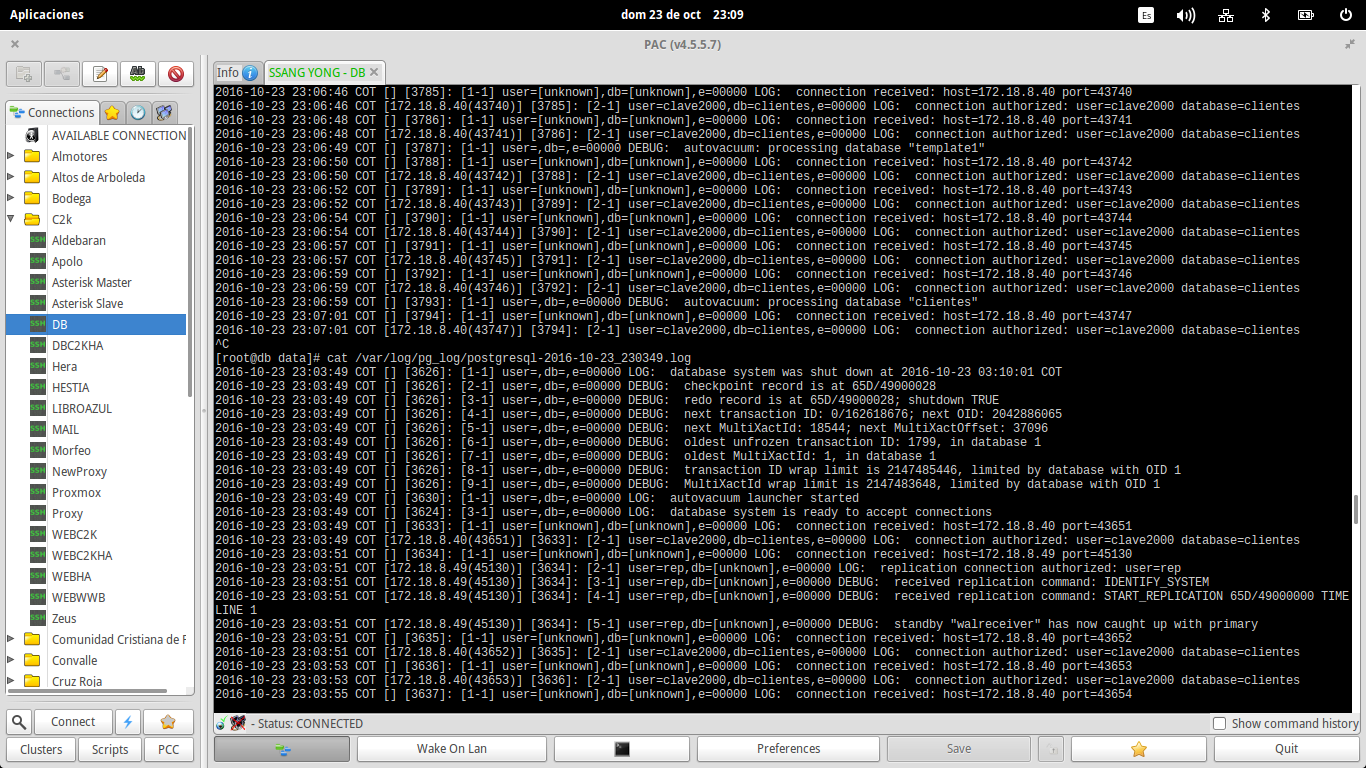 Aplicaciones
dom 23 de oct 23:09
Es
PAC (v4.5.5.7)
Info
SSANG YONG - DB
Connections
AVAILABLE CONNECTION
Almotores
Altos de Arboleda
Bodega
C2k
SSH Aldebaran
SSH Apolo
SSH Asterisk Master
SSH Asterisk Slave
SSH DB
SSH DBC2KHA
SSH Hera
SSH HESTIA
SSH LIBROAZUL
SSH MAIL
SSH Morfeo
SSH NewProxy
SSH Proxmox
SSH Proxy
SSH WEBC2K
SSH WEBC2KHA
SSH WEBHA
SSH WEBWWB
SSH Zeus
Comunidad Cristiana de F
Convalle
Cruz Roja
Connect
Clusters
Scripts
PCC
2016-10-23 23:06:46 COT [] [3785]: [1-1] user=[unknown],db=[unknown],e=00000 LOG:  connection received: host=172.18.8.40 port=43740
2016-10-23 23:06:46 COT [172.18.8.40(43740)] [3785]: [2-1] user=clave2000,db=clientes,e=00000 LOG:  connection authorized: user=clave2000 database=clientes
2016-10-23 23:06:48 COT [] [3786]: [1-1] user=[unknown],db=[unknown],e=00000 LOG:  connection received: host=172.18.8.40 port=43741
2016-10-23 23:06:48 COT [172.18.8.40(43741)] [3786]: [2-1] user=clave2000,db=clientes,e=00000 LOG:  connection authorized: user=clave2000 database=clientes
2016-10-23 23:06:49 COT [] [3787]: [1-1] user=,db=,e=00000 DEBUG:  autovacuum: processing database "template1"
2016-10-23 23:06:50 COT [] [3788]: [1-1] user=[unknown],db=[unknown],e=00000 LOG:  connection received: host=172.18.8.40 port=43742
2016-10-23 23:06:50 COT [172.18.8.40(43742)] [3788]: [2-1] user=clave2000,db=clientes,e=00000 LOG:  connection authorized: user=clave2000 database=clientes
2016-10-23 23:06:52 COT [] [3789]: [1-1] user=[unknown],db=[unknown],e=00000 LOG:  connection received: host=172.18.8.40 port=43743
2016-10-23 23:06:52 COT [172.18.8.40(43743)] [3789]: [2-1] user=clave2000,db=clientes,e=00000 LOG:  connection authorized: user=clave2000 database=clientes
2016-10-23 23:06:54 COT [] [3790]: [1-1] user=[unknown],db=[unknown],e=00000 LOG:  connection received: host=172.18.8.40 port=43744
2016-10-23 23:06:54 COT [172.18.8.40(43744)] [3790]: [2-1] user=clave2000,db=clientes,e=00000 LOG:  connection authorized: user=clave2000 database=clientes
2016-10-23 23:06:57 COT [] [3791]: [1-1] user=[unknown],db=[unknown],e=00000 LOG:  connection received: host=172.18.8.40 port=43745
2016-10-23 23:06:57 COT [172.18.8.40(43745)] [3791]: [2-1] user=clave2000,db=clientes,e=00000 LOG:  connection authorized: user=clave2000 database=clientes
2016-10-23 23:06:59 COT [] [3792]: [1-1] user=[unknown],db=[unknown],e=00000 LOG:  connection received: host=172.18.8.40 port=43746
2016-10-23 23:06:59 COT [172.18.8.40(43746)] [3792]: [2-1] user=clave2000,db=clientes,e=00000 LOG:  connection authorized: user=clave2000 database=clientes
2016-10-23 23:06:59 COT [] [3793]: [1-1] user=,db=,e=00000 DEBUG:  autovacuum: processing database "clientes"
2016-10-23 23:07:01 COT [] [3794]: [1-1] user=[unknown],db=[unknown],e=00000 LOG:  connection received: host=172.18.8.40 port=43747
2016-10-23 23:07:01 COT [172.18.8.40(43747)] [3794]: [2-1] user=clave2000,db=clientes,e=00000 LOG:  connection authorized: user=clave2000 database=clientes
^C
[root@db data]# cat /var/log/pg_log/postgresql-2016-10-23_230349.log
2016-10-23 23:03:49 COT [] [3626]: [1-1] user=,db=,e=00000 LOG:  database system was shut down at 2016-10-23 03:10:01 COT
2016-10-23 23:03:49 COT [] [3626]: [2-1] user=,db=,e=00000 DEBUG:  checkpoint record is at 65D/49000028
2016-10-23 23:03:49 COT [] [3626]: [3-1] user=,db=,e=00000 DEBUG:  redo record is at 65D/49000028; shutdown TRUE
2016-10-23 23:03:49 COT [] [3626]: [4-1] user=,db=,e=00000 DEBUG:  next transaction ID: 0/162618676; next OID: 2042886065
2016-10-23 23:03:49 COT [] [3626]: [5-1] user=,db=,e=00000 DEBUG:  next MultiXactId: 18544; next MultiXactOffset: 37096
2016-10-23 23:03:49 COT [] [3626]: [6-1] user=,db=,e=00000 DEBUG:  oldest unfrozen transaction ID: 1799, in database 1
2016-10-23 23:03:49 COT [] [3626]: [7-1] user=,db=,e=00000 DEBUG:  oldest MultiXactId: 1, in database 1
2016-10-23 23:03:49 COT [] [3626]: [8-1] user=,db=,e=00000 DEBUG:  transaction ID wrap limit is 2147485446, limited by database with OID 1
2016-10-23 23:03:49 COT [] [3626]: [9-1] user=,db=,e=00000 DEBUG:  MultiXactId wrap limit is 2147483648, limited by database with OID 1
2016-10-23 23:03:49 COT [] [3630]: [1-1] user=,db=,e=00000 LOG:  autovacuum launcher started
2016-10-23 23:03:49 COT [] [3624]: [3-1] user=,db=,e=00000 LOG:  database system is ready to accept connections
2016-10-23 23:03:49 COT [] [3633]: [1-1] user=[unknown],db=[unknown],e=00000 LOG:  connection received: host=172.18.8.40 port=43651
2016-10-23 23:03:49 COT [172.18.8.40(43651)] [3633]: [2-1] user=clave2000,db=clientes,e=00000 LOG:  connection authorized: user=clave2000 database=clientes
2016-10-23 23:03:51 COT [] [3634]: [1-1] user=[unknown],db=[unknown],e=00000 LOG:  connection received: host=172.18.8.49 port=45130
2016-10-23 23:03:51 COT [172.18.8.49(45130)] [3634]: [2-1] user=rep,db=[unknown],e=00000 LOG:  replication connection authorized: user=rep
2016-10-23 23:03:51 COT [172.18.8.49(45130)] [3634]: [3-1] user=rep,db=[unknown],e=00000 DEBUG:  received replication command: IDENTIFY_SYSTEM
2016-10-23 23:03:51 COT [172.18.8.49(45130)] [3634]: [4-1] user=rep,db=[unknown],e=00000 DEBUG:  received replication command: START_REPLICATION 65D/49000000 TIME
LINE 1
2016-10-23 23:03:51 COT [172.18.8.49(45130)] [3634]: [5-1] user=rep,db=[unknown],e=00000 DEBUG:  standby "walreceiver" has now caught up with primary
2016-10-23 23:03:51 COT [] [3635]: [1-1] user=[unknown],db=[unknown],e=00000 LOG:  connection received: host=172.18.8.40 port=43652
2016-10-23 23:03:51 COT [172.18.8.40(43652)] [3635]: [2-1] user=clave2000,db=clientes,e=00000 LOG:  connection authorized: user=clave2000 database=clientes
2016-10-23 23:03:53 COT [] [3636]: [1-1] user=[unknown],db=[unknown],e=00000 LOG:  connection received: host=172.18.8.40 port=43653
2016-10-23 23:03:53 COT [172.18.8.40(43653)] [3636]: [2-1] user=clave2000,db=clientes,e=00000 LOG:  connection authorized: user=clave2000 database=clientes
2016-10-23 23:03:55 COT [] [3637]: [1-1] user=[unknown],db=[unknown],e=00000 LOG:  connection received: host=172.18.8.40 port=43654
- Status: CONNECTED
Show command history
Wake On Lan
Preferences
Save
Quit